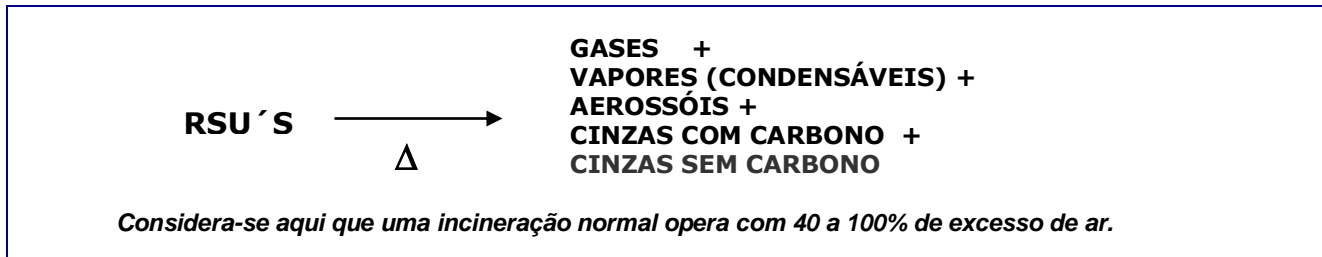 GASES +
VAPORES (CONDENSÁVEIS) +
AEROSSÓIS +
RSU´S
Δ
CINZAS COM CARBONO +
CINZAS SEM CARBONO
Considera-se aqui que uma incineração normal opera com 40 a 100% de excesso de ar.